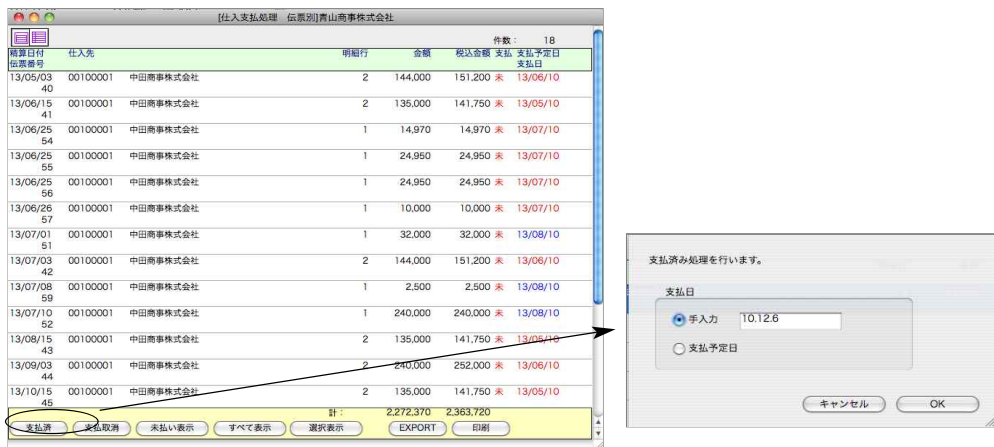 [仕入支払処理　伝票別]青山商事株式会社
件数： 18
精算日付 仕入先 明細行 金額 税込金額 支払 支払予定日
伝票番号 支払日
13/05/03 00100001 中田商事株式会社 2 144,000 151,200 未 13/06/10
40
13/06/15 00100001 中田商事株式会社 2 135,000 141,750 未 13/05/10
41
13/06/25 00100001 中田商事株式会社 1 14,970 14,970 未 13/07/10
54
13/06/25 00100001 中田商事株式会社 1 24,950 24,950 未 13/07/10
55
13/06/25 00100001 中田商事株式会社 1 24,950 24,950 未 13/07/10
56
13/06/26 00100001 中田商事株式会社 1 10,000 10,000 未 13/07/10
57
13/07/01 00100001 中田商事株式会社 1 32,000 32,000 未 13/08/10
51
13/07/03 00100001 中田商事株式会社 2 144,000 151,200 未 13/06/10
42
13/07/08 00100001 中田商事株式会社 1 2,500 2,500 未 13/08/10
59
13/07/10 00100001 中田商事株式会社 1 240,000 240,000 未 13/08/10
52
13/08/15 00100001 中田商事株式会社 2 135,000 141,750 未 13/05/10
43
13/09/03 00100001 中田商事株式会社 2 240,000 252,000 未 13/06/10
44
13/10/15 00100001 中田商事株式会社 2 135,000 141,750 未 13/05/10
45
計： 2,272,370 2,363,720
支払済 支払取消 未払い表示 すべて表示 選択表示 EXPORT 印刷
支払済み処理を行います。
支払日
手入力 10.12.6
支払予定日
キャンセル OK